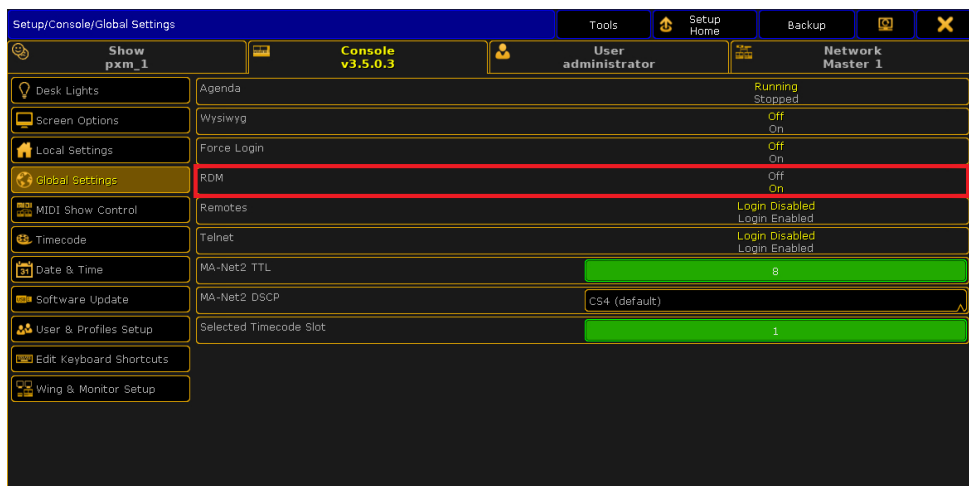 Setup/Console/Global Settings
Tools
Setup
Home
Backup
Show
pxm_1
Console
v3.5.0.3
User
administrator
Network
Master 1
Desk Lights
Screen Options
Local Settings
Global Settings
MIDI Show Control
Timecode
31
Date & Time
USB
Software Update
User & Profiles Setup
Edit Keyboard Shortcuts
Wing & Monitor Setup
Agenda
Running
Stopped
Wysiwyg
Off
On
Force Login
Off
On
RDM
Off
On
Remotes
Login Disabled
Login Enabled
Telnet
Login Disabled
Login Enabled
MA-Net2 TTL
8
MA-Net2 DSCP
CS4 (default)
Selected Timecode Slot
1